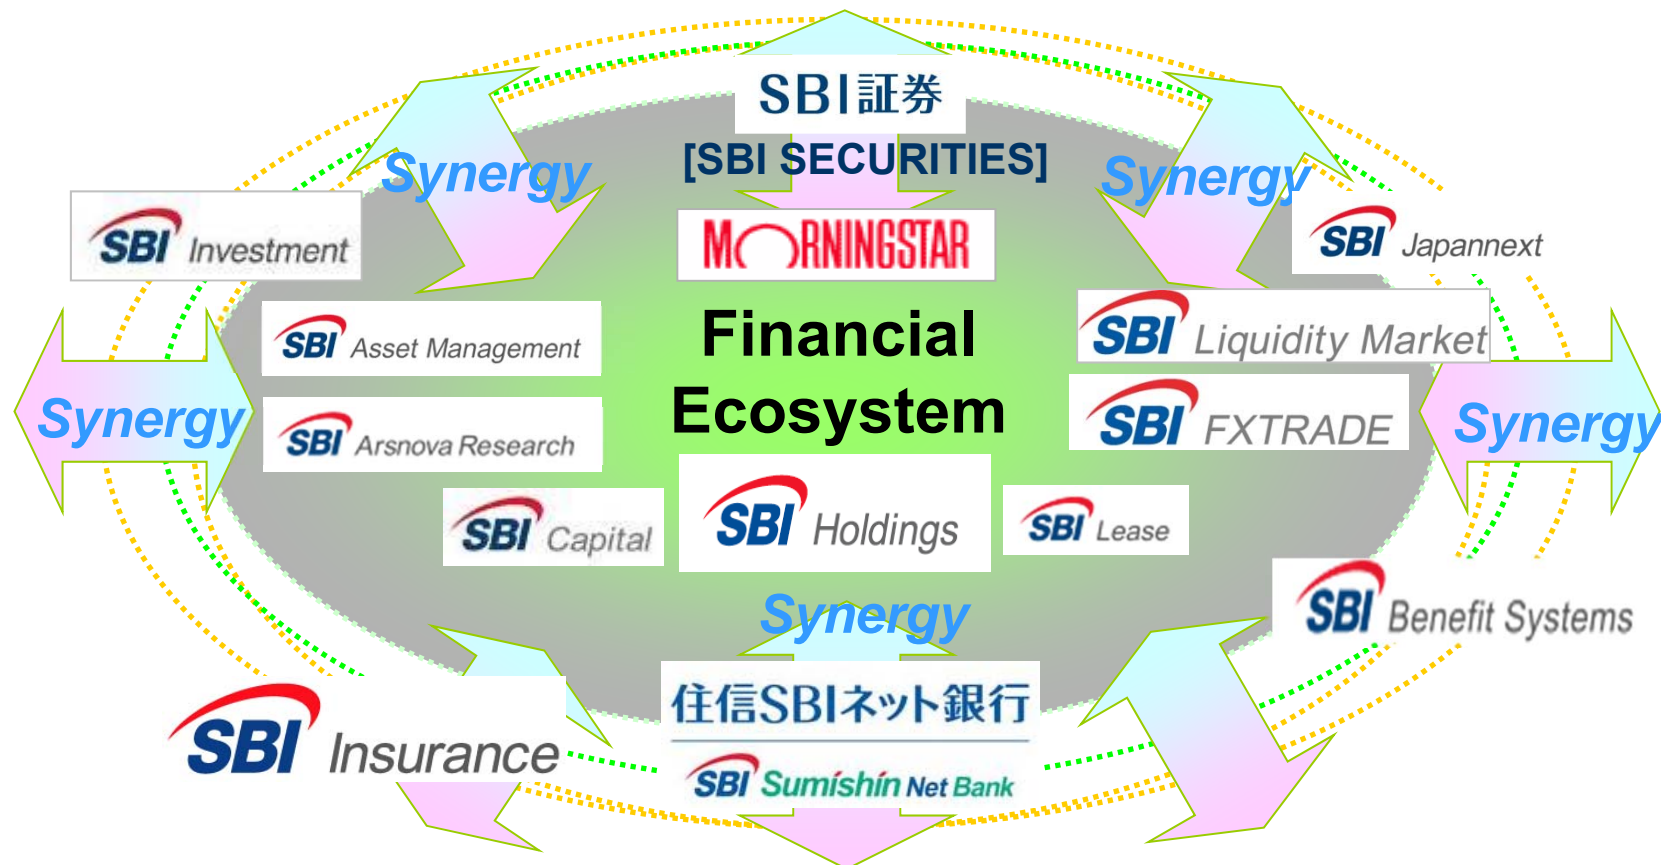 SBI証券
[SBI SECURITIES]
Synergy
Synergy
SBI Investment
MORNINGSTAR
SBI Japannext
Financial
Ecosystem
SBI Asset Management
SBI Liquidity Market
Synergy
SBI Arsnova Research
SBI FXTRADE
Synergy
SBI Capital
SBI Holdings
SBI Lease
Synergy
SBI Benefit Systems
SBI Insurance
住信SBIネット銀行
SBI Sumishin Net Bank